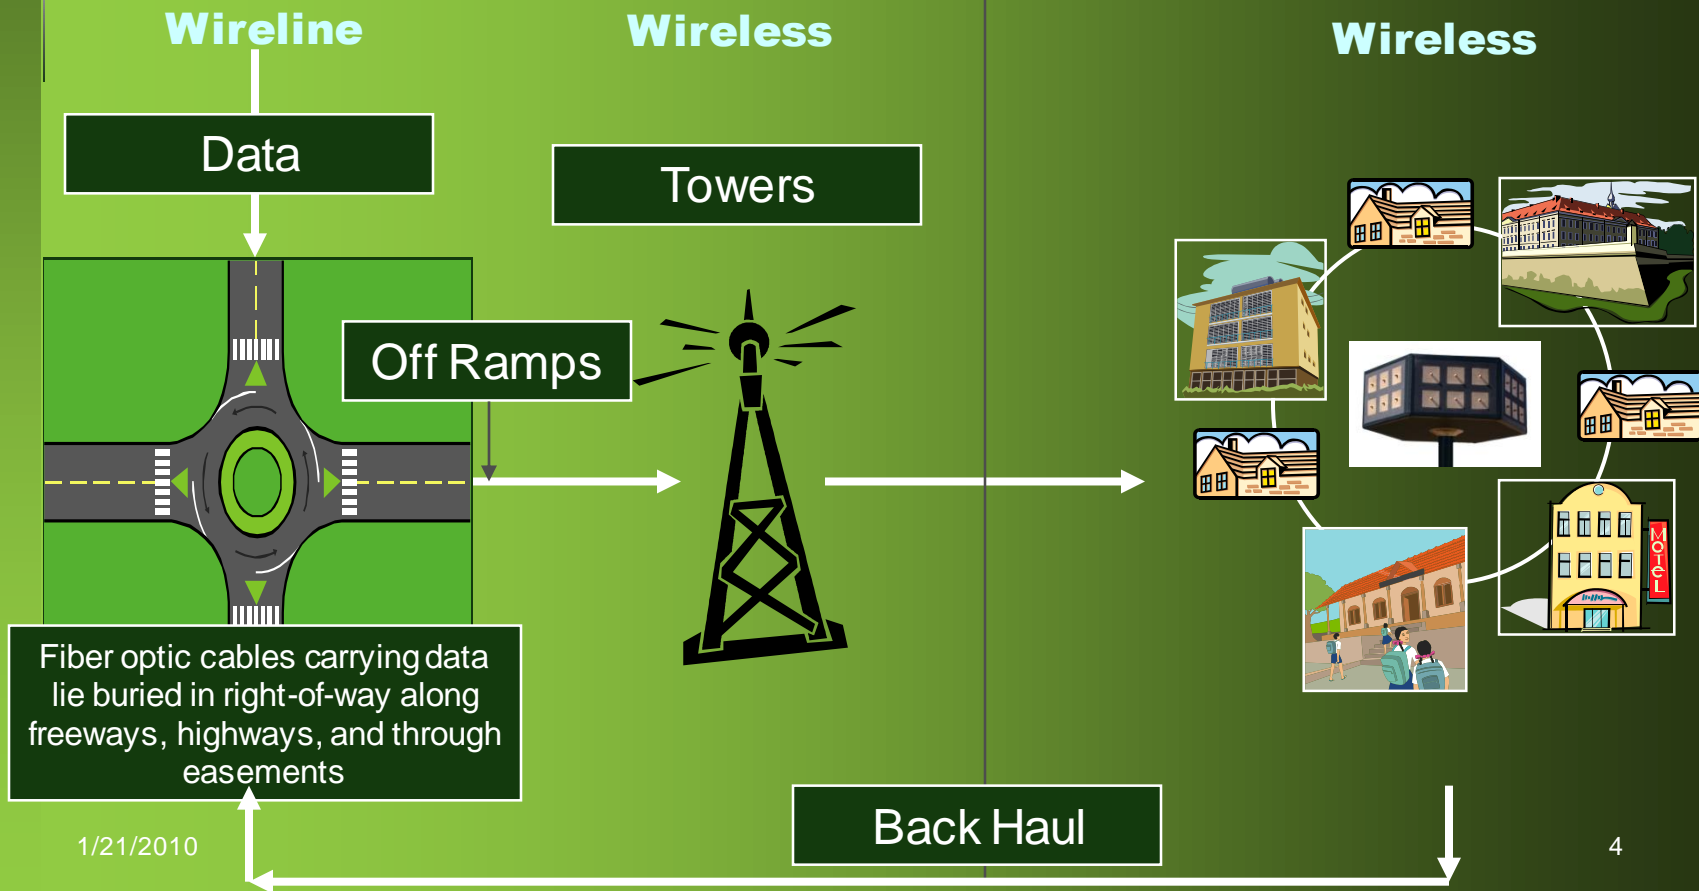 Wireline
Wireless
Wireless
Data
Towers
Off Ramps
MOTEL
Fiber optic cables carrying data
lie buried in right-of-way along
freeways, highways, and through
easements
Back Haul
1/21/2010
4